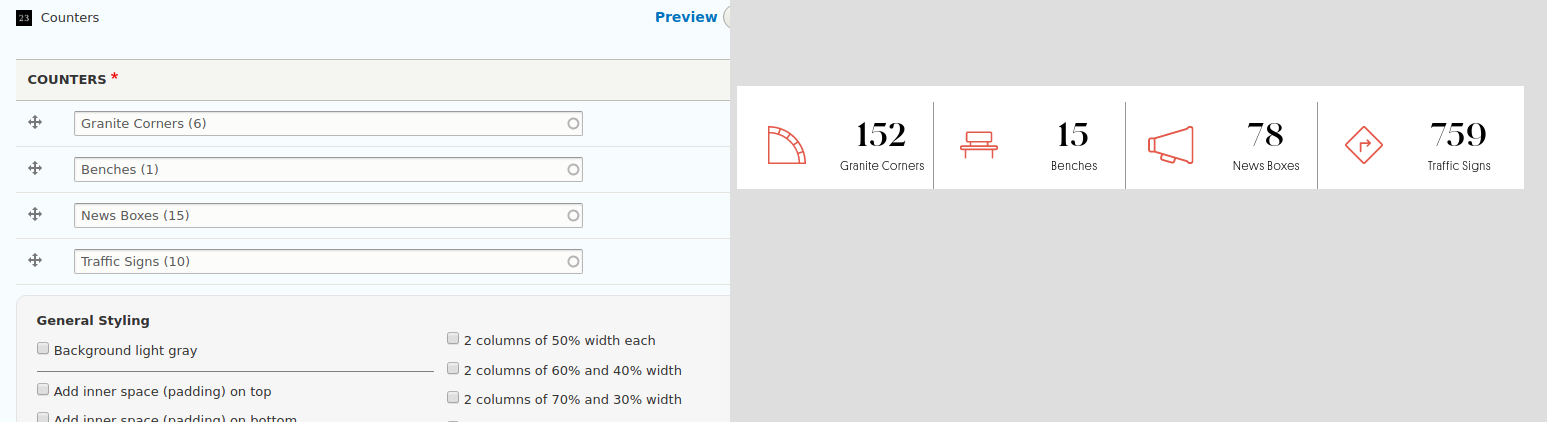 23 Counters
Preview
COUNTERS *
Granite Corners (6)
Benches (1)
News Boxes (15)
Traffic Signs (10)
General Styling
Background light gray
Add inner space (padding) on top
Add inner space (padding) on bottom
2 columns of 50% width each
2 columns of 60% and 40% width
2 columns of 70% and 30% width
152
Granite Corners
15
Benches
78
News Boxes
759
Traffic Signs